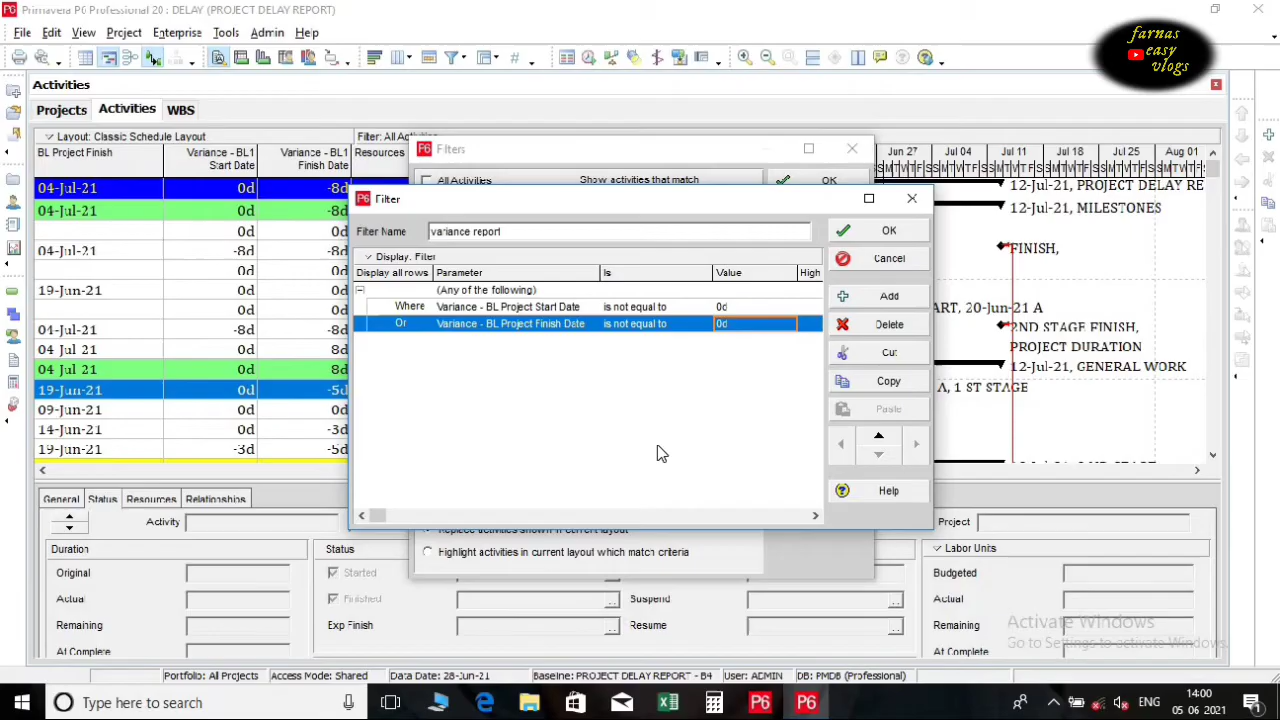 Primavera P6 Professional 20 : DELAY (PROJECT DELAY REPORT)
File Edit View Project Enterprise Tools Admin Help
farnas easy vlogs
Activities
Projects Activities WBS
Layout: Classic Schedule Layout Filter: All Activities
BL Project Finish Variance - BL1 Start Date Variance - BL1 Finish Date Resources
04-Jul-21 0d -8d
04-Jul-21 0d -8d
0d 0d
04-Jul-21 -8d -8d
0d 0d
19-Jun-21 0d
0d
04-Jul-21 -8d -8d
04 Jul 21 0d 8d
04-Jul-21 0d 8d
19-Jun-21 0d -5d
09-Jun-21 0d 0d
14-Jun-21 0d -3d
19-Jun-21 -3d -5d
Jun 27 Jul 04 Jul 11 Jul 18 Jul 25 Aug 01
12-Jul-21, PROJECT DELAY RE
12-Jul-21, MILESTONES
FINISH,
ART, 20-Jun-21 A
2ND STAGE FINISH,
PROJECT DURATION
12-Jul-21, GENERAL WORK
A, 1 ST STAGE
Filters
All Activities Show activities that match OK
Filter
Filter Name variance report
Display: Filter
Display all rows Parameter Is Value High
(Any of the following)
Where Variance - BL Project Start Date is not equal to 0d
Or Variance - BL Project Finish Date is not equal to 0d
OK
Cancel
Add
Delete
Cut
Copy
Paste
Help
Replace activities shown in current layout
Highlight activities in current layout which match criteria
General Status Resources Relationships
Activity Project
Duration Status Labor Units
Original Started Budgeted
Actual Finished Suspend Actual
Remaining Exp Finish Resume Remaining
At Complete At Complete
Activate Windows
Go to Settings to activate Windows.
Portfolio: All Projects Access Mode: Shared Data Date: 28-Jun-21 Baseline: PROJECT DELAY REPORT - B4 User: ADMIN DB: PMDB (Professional)
Type here to search
ENG
14:00
05-06-2021